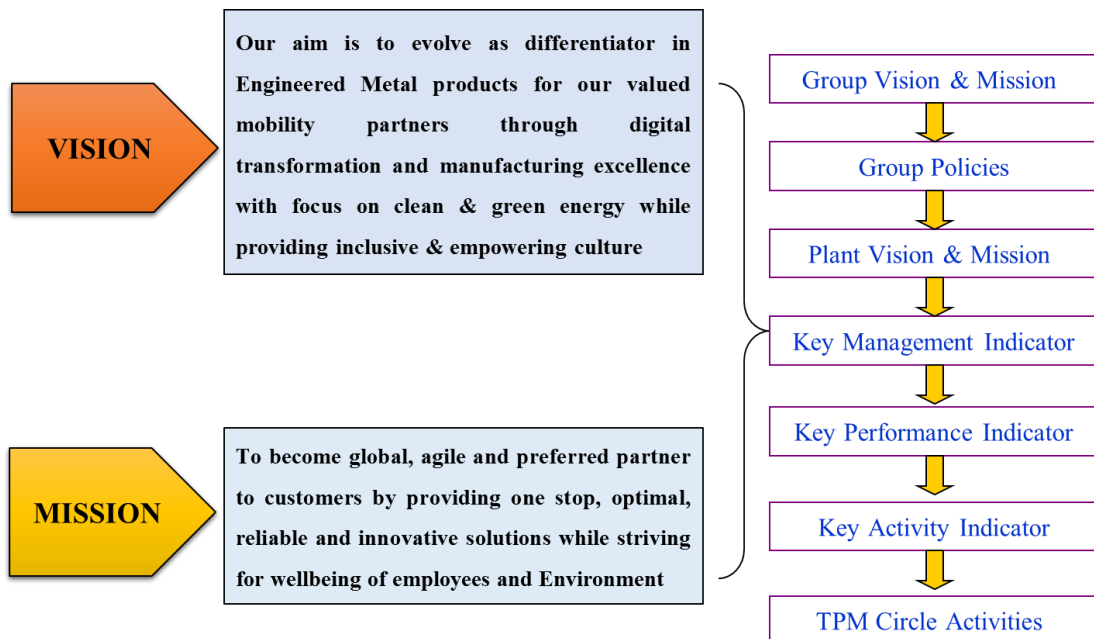 VISION
Our aim is to evolve as differentiator in
Engineered Metal products for our valued
mobility partners through digital
transformation and manufacturing excellence
with focus on clean & green energy while
providing inclusive & empowering culture
MISSION
To become global, agile and preferred partner
to customers by providing one stop, optimal,
reliable and innovative solutions while striving
for wellbeing of employees and Environment
Group Vision & Mission
Group Policies
Plant Vision & Mission
Key Management Indicator
Key Performance Indicator
Key Activity Indicator
TPM Circle Activities